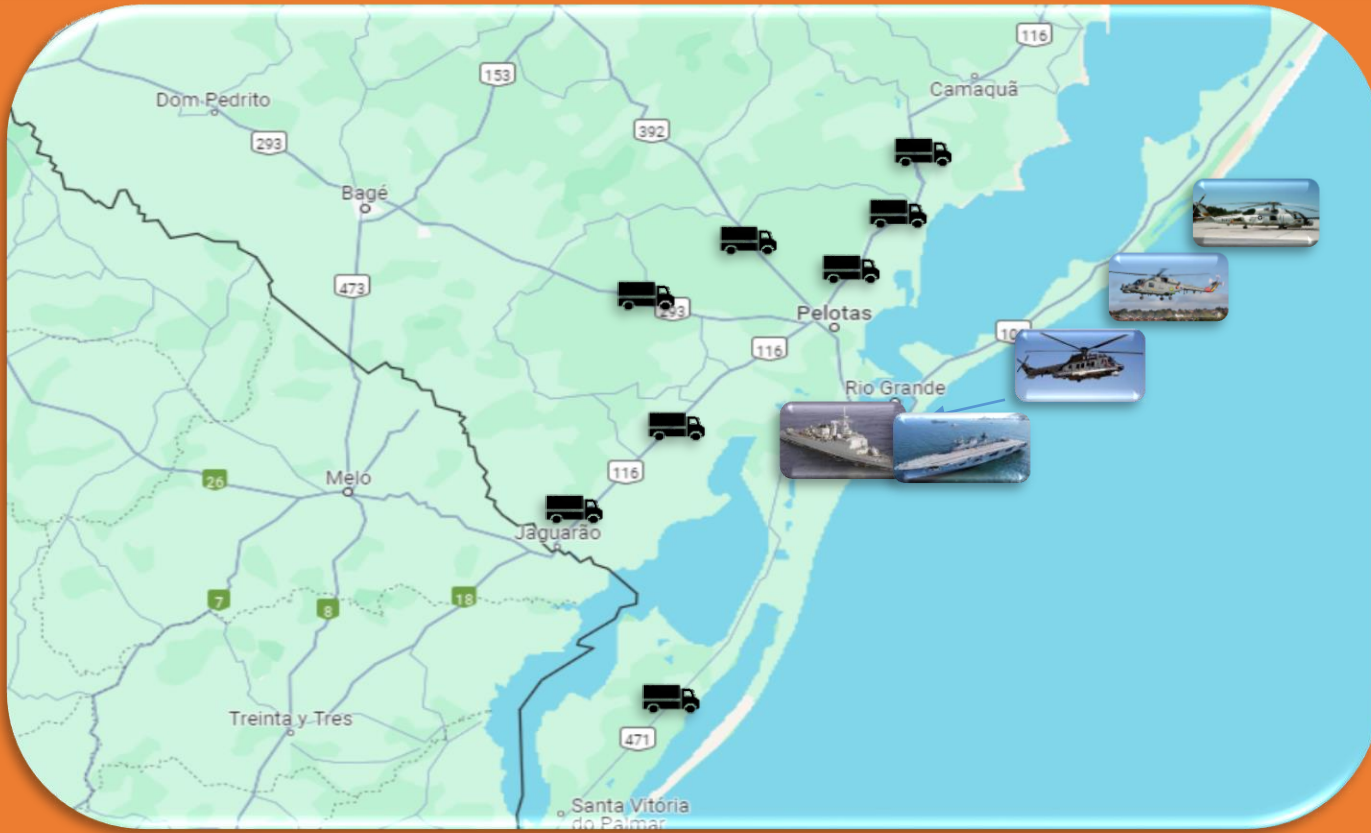 116
Camaquã
153
Dom Pedrito
392
293
Bagé
473
293
Pelotas
116
10
Rio Grande
116
26
Melo
Jaguarão
7
8
18
Treinta y Tres
471
Santa Vitória
do Palmar